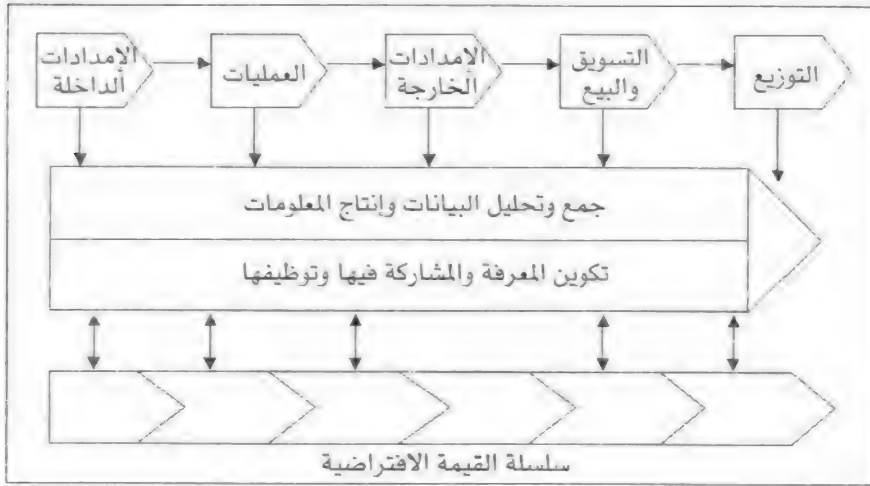 الإمدادات
الداخلة
العمليات
الامدادات
الخارجة
التسويق
والبيع
التوزيع
جمع وتحليل البيانات وإنتاج المعلومات
تكوين المعرفة والمشاركة فيها وتوظيفها
سلسلة القيمة الافتراضية